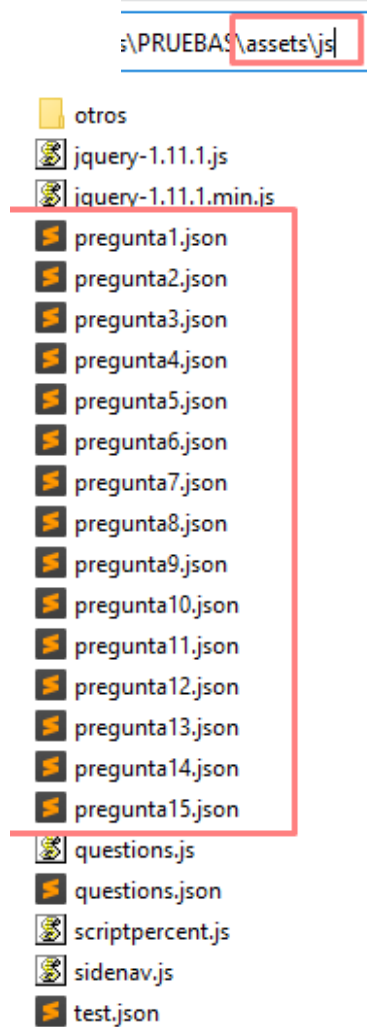 s\PRUEBAS\assets\js
otros
jquery-1.11.1.js
jquery-1.11.1.min.js
pregunta1.json
pregunta2.json
pregunta3.json
pregunta4.json
pregunta5.json
pregunta6.json
pregunta7.json
pregunta8.json
pregunta9.json
pregunta10.json
pregunta11.json
pregunta12.json
pregunta13.json
pregunta14.json
pregunta15.json
questions.js
questions.json
scriptpercent.js
sidenav.js
test.json